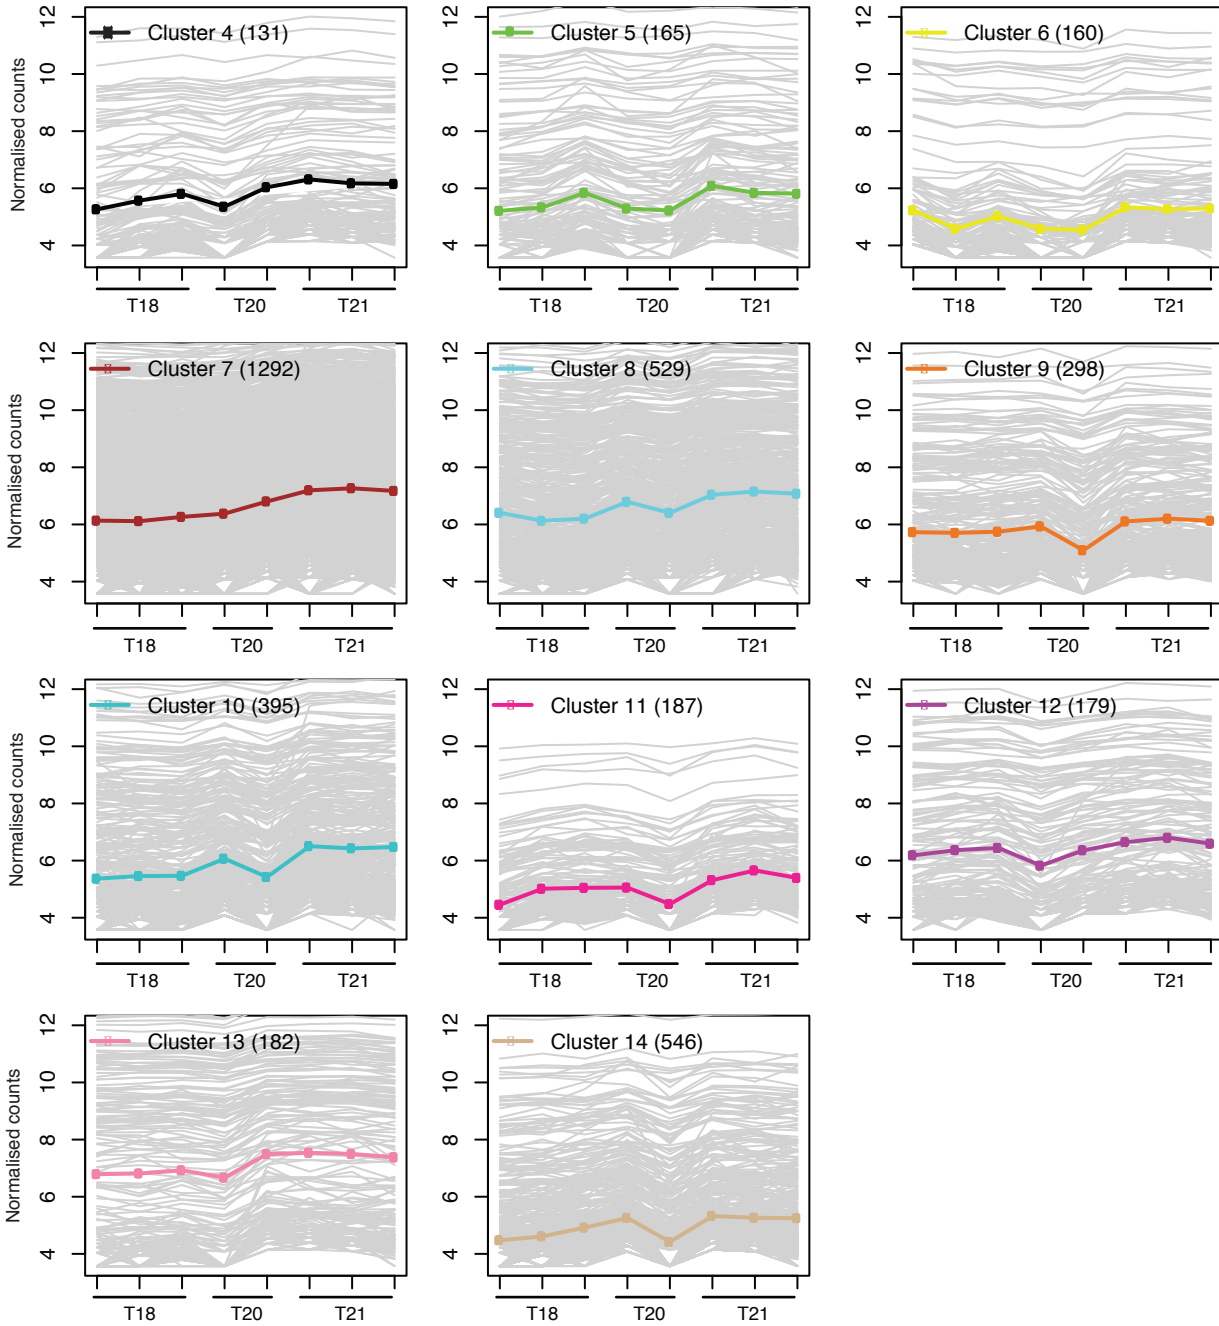 Cluster 4 (131)
Normalised counts
12
10
8
6
4
T18
T20
T21
Cluster 5 (165)
12
10
8
6
4
T18
T20
T21
Cluster 6 (160)
12
10
8
6
4
T18
T20
T21
Cluster 7 (1292)
Normalised counts
12
10
8
6
4
T18
T20
T21
Cluster 8 (529)
12
10
8
6
4
T18
T20
T21
Cluster 9 (298)
12
10
8
6
4
T18
T20
T21
Cluster 10 (395)
Normalised counts
12
10
8
6
4
T18
T20
T21
Cluster 11 (187)
12
10
8
6
4
T18
T20
T21
Cluster 12 (179)
12
10
8
6
4
T18
T20
T21
Cluster 13 (182)
Normalised counts
12
10
8
6
4
T18
T20
T21
Cluster 14 (546)
12
10
8
6
4
T18
T20
T21